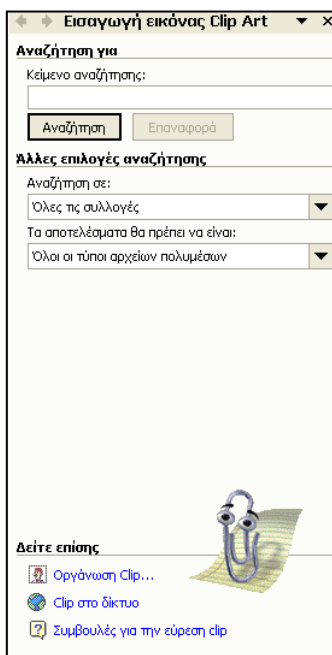 Εισαγωγή εικόνας Clip Art
Αναζήτηση για
Κείμενο αναζήτησης:
Αναζήτηση Επαναφορά
Άλλες επιλογές αναζήτησης
Αναζήτηση σε:
Όλες τις συλλογές
Τα αποτελέσματα θα πρέπει να είναι:
Όλοι οι τύποι αρχείων πολυμέσων
Δείτε επίσης
Οργάνωση Clip...
Clip στο δίκτυο
Συμβουλές για την εύρεση clip